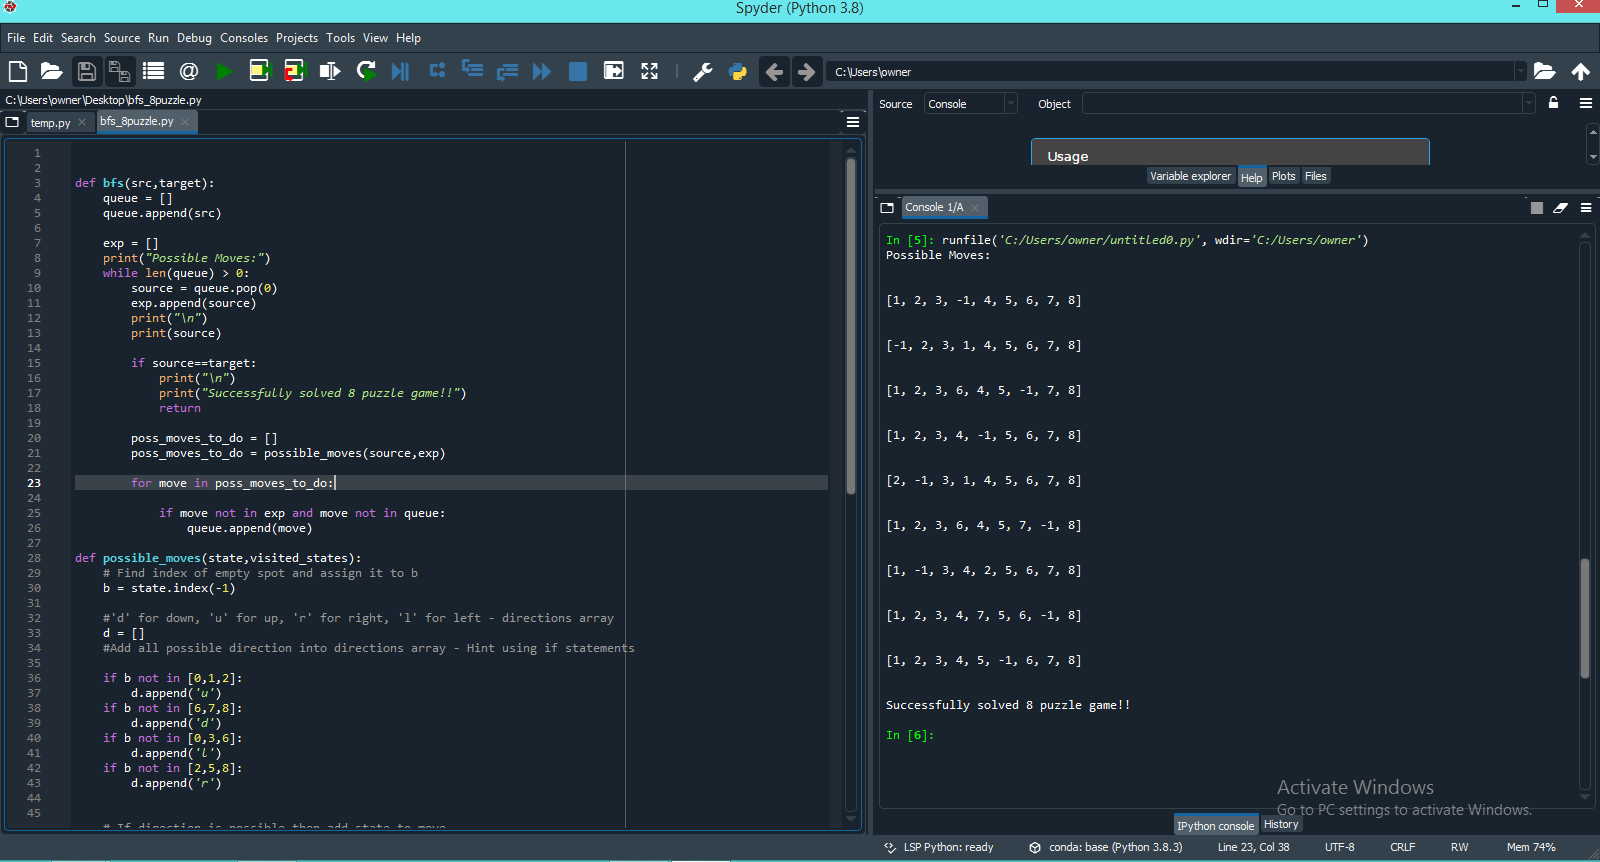 Spyder (Python 3.8)
File Edit Search Source Run Debug Consoles Projects Tools View Help
C:\Users\owner
C:\Users\owner\Desktop\bfs_8puzzle.py
temp.py bfs_8puzzle.py
1
2
3 def bfs(src,target):
4 queue = []
5 queue.append(src)
6
7 exp = []
8 print("Possible Moves:")
9 while len(queue) > 0:
10 source = queue.pop(0)
11 exp.append(source)
12 print("\n")
13 print(source)
14
15 if source==target:
16 print("\n")
17 print("Successfully solved 8 puzzle game!!")
18 return
19
20 poss_moves_to_do = []
21 poss_moves_to_do = possible_moves(source,exp)
22
23 for move in poss_moves_to_do:
24
25 if move not in exp and move not in queue:
26 queue.append(move)
27
28 def possible_moves(state,visited_states):
29 # Find index of empty spot and assign it to b
30 b = state.index(-1)
31
32 #'d' for down, 'u' for up, 'r' for right, 'l' for left - directions array
33 d = []
34 #Add all possible direction into directions array - Hint using if statements
35
36 if b not in [0,1,2]:
37 d.append('u')
38 if b not in [6,7,8]:
39 d.append('d')
40 if b not in [0,3,6]:
41 d.append('l')
42 if b not in [2,5,8]:
43 d.append('r')
44
45
# If direction is possible then add state to move
Source Console Object
Usage
Variable explorer Help Plots Files
Console 1/A
In [5]: runfile('C:/Users/owner/untitled0.py', wdir='C:/Users/owner')
Possible Moves:
[1, 2, 3, -1, 4, 5, 6, 7, 8]
[-1, 2, 3, 1, 4, 5, 6, 7, 8]
[1, 2, 3, 6, 4, 5, -1, 7, 8]
[1, 2, 3, 4, -1, 5, 6, 7, 8]
[2, -1, 3, 1, 4, 5, 6, 7, 8]
[1, 2, 3, 6, 4, 5, 7, -1, 8]
[1, -1, 3, 4, 2, 5, 6, 7, 8]
[1, 2, 3, 4, 7, 5, 6, -1, 8]
[1, 2, 3, 4, 5, -1, 6, 7, 8]
Successfully solved 8 puzzle game!!
In [6]:
Activate Windows
Go to PC settings to activate Windows.
IPython console History
LSP Python: ready conda: base (Python 3.8.3) Line 23, Col 38 UTF-8 CRLF RW Mem 74%